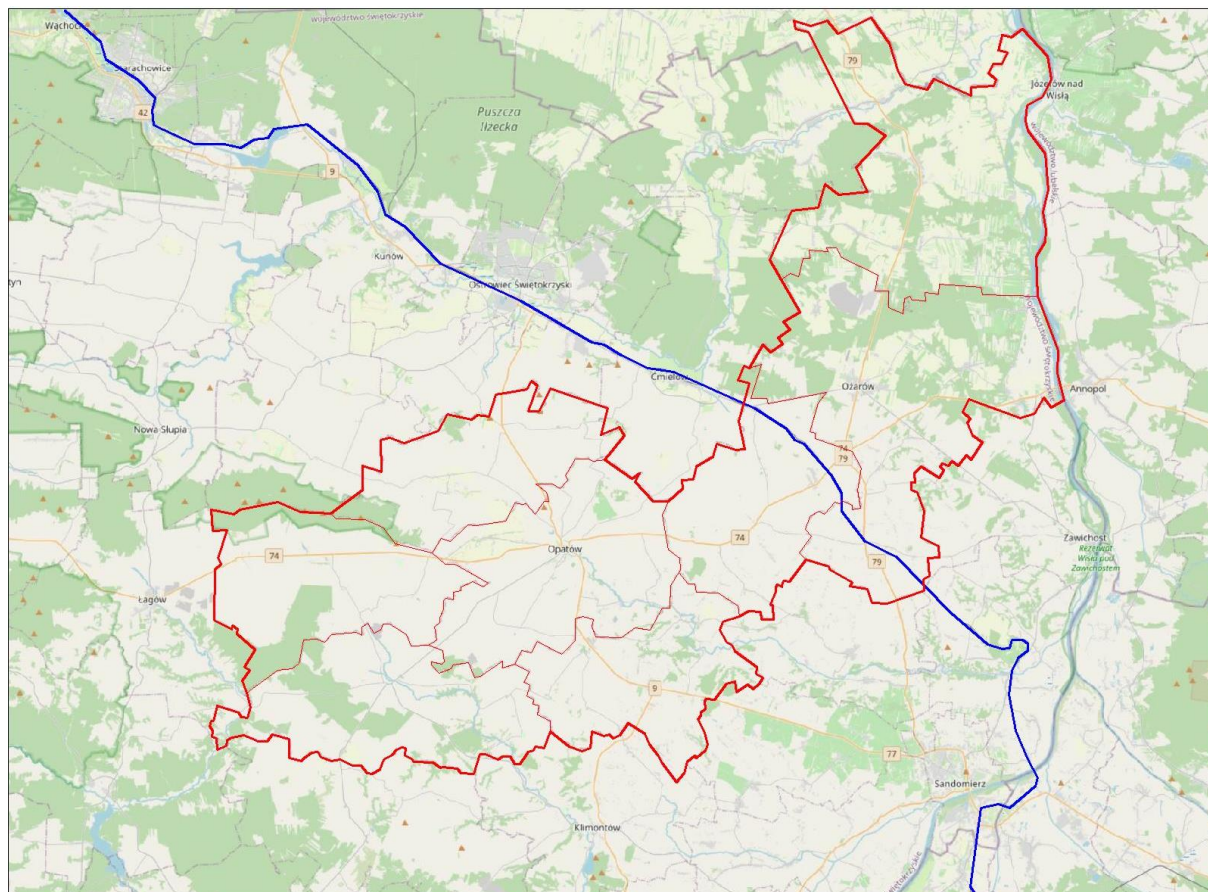 województwo świętokrzyskie
Wąchock
Starachowice
42
79
Józefów nad
Wisłą
Puszcza
Iłżecka
9
województwo lubelskie
Kunów
Ostrowiec Świętokrzyski
województwo świętokrzyskie
Ćmielów
Ożarów
Annopol
Nowa Słupia
74
79
74
Opatów
74
79
Zawichost
Rezerwat
Wisła pod
Zawichostem
Łagów
9
77
Sandomierz
Klimontów